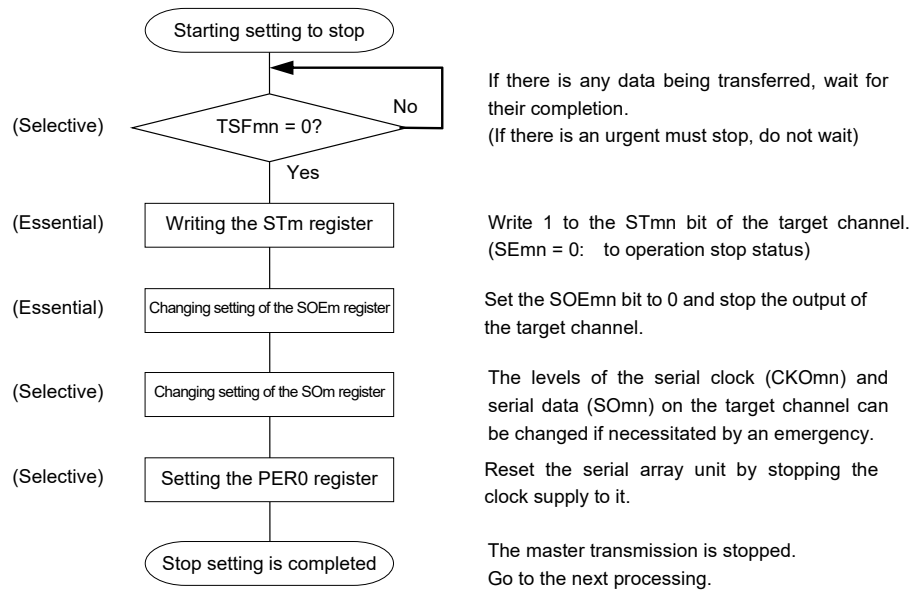 Starting setting to stop
No
If there is any data being transferred, wait for
their completion.
(If there is an urgent must stop, do not wait)
(Selective)
TSFmn = 0?
Yes
(Essential)
Writing the STm register
Write 1 to the STmn bit of the target channel.
(SEmn = 0: to operation stop status)
(Essential)
Changing setting of the SOEm register
Set the SOEmn bit to 0 and stop the output of
the target channel.
(Selective)
Changing setting of the SOm register
The levels of the serial clock (CKOmn) and
serial data (SOmn) on the target channel can
be changed if necessitated by an emergency.
(Selective)
Setting the PER0 register
Reset the serial array unit by stopping the
clock supply to it.
Stop setting is completed
The master transmission is stopped.
Go to the next processing.